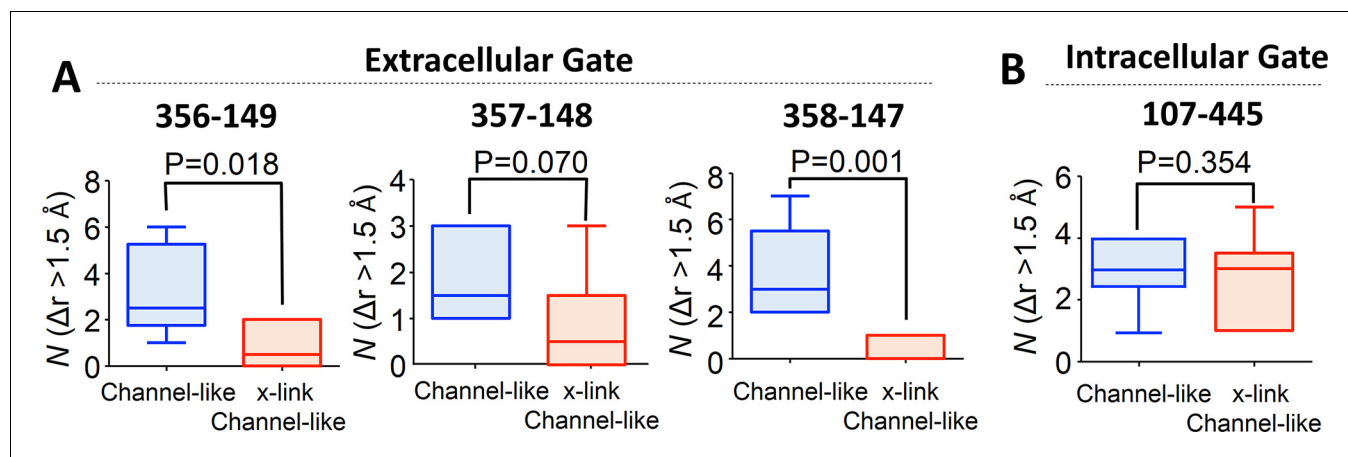 A
Extracellular Gate
B
Intracellular Gate
356-149
357-148
358-147
107-445
P=0.018
P=0.070
P=0.001
P=0.354
N (Δr >1.5 Å)
8
6
4
2
0
Channel-like
x-link
Channel-like
N (Δr >1.5 Å)
4
3
2
1
0
Channel-like
x-link
Channel-like
N (Δr >1.5 Å)
8
6
4
2
0
Channel-like
x-link
Channel-like
N (Δr >1.5 Å)
6
4
2
0
Channel-like
x-link
Channel-like